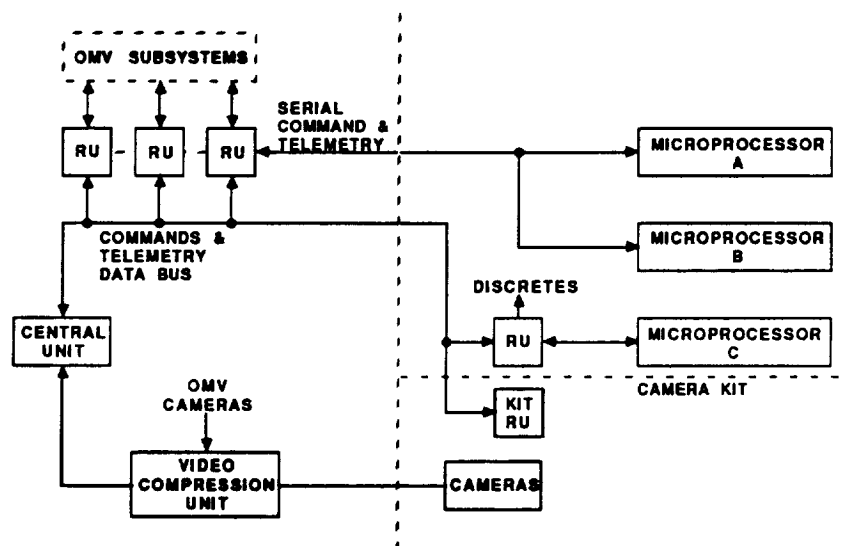 OMV SUBSYSTEMS
SERIAL
COMMAND &
TELEMETRY
RU
RU
RU
MICROPROCESSOR
A
COMMANDS &
TELEMETRY
DATA BUS
MICROPROCESSOR
B
DISCRETES
CENTRAL
UNIT
RU
MICROPROCESSOR
C
CAMERA KIT
OMV
CAMERAS
KIT
RU
VIDEO
COMPRESSION
UNIT
CAMERAS